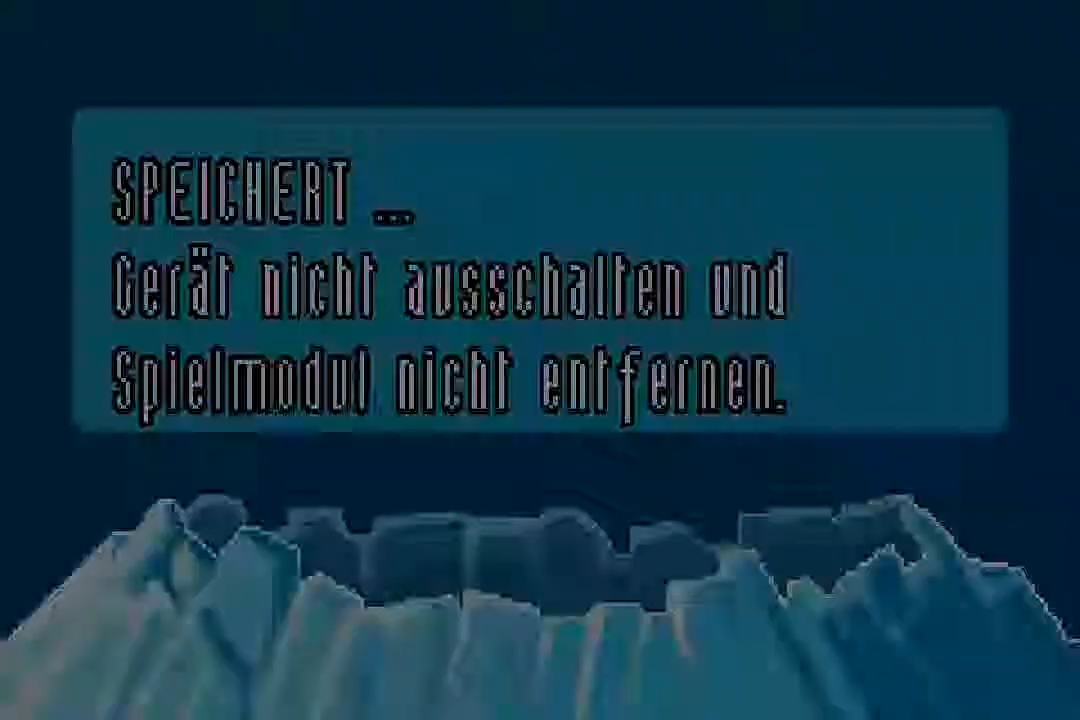 SPEICHERT ...
Gerät nicht ausschalten und
Spielmodul nicht entfernen.